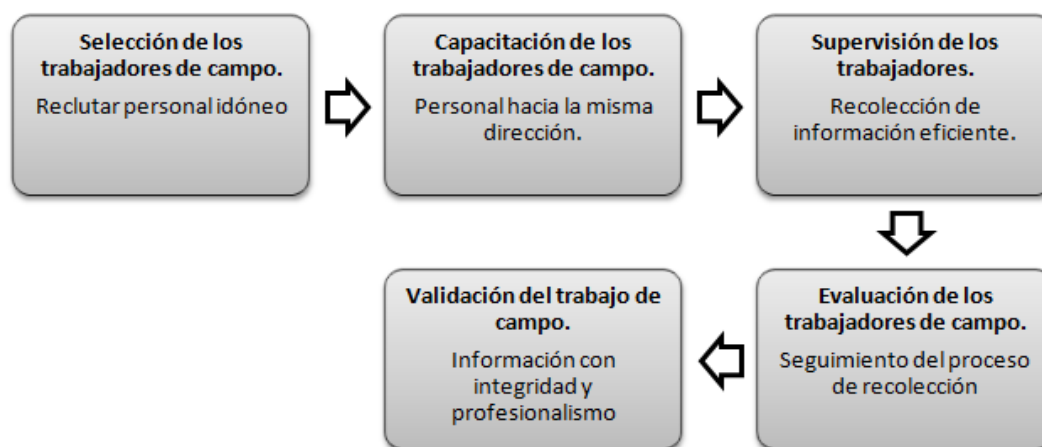 Selección de los
trabajadores de campo.
Reclutar personal idóneo
Capacitación de los
trabajadores de campo.
Personal hacia la misma
dirección.
Supervisión de los
trabajadores.
Recolección de
información eficiente.
Evaluación de los
trabajadores de campo.
Seguimiento del proceso
de recolección
Validación del trabajo de
campo.
Información con
integridad y
profesionalismo